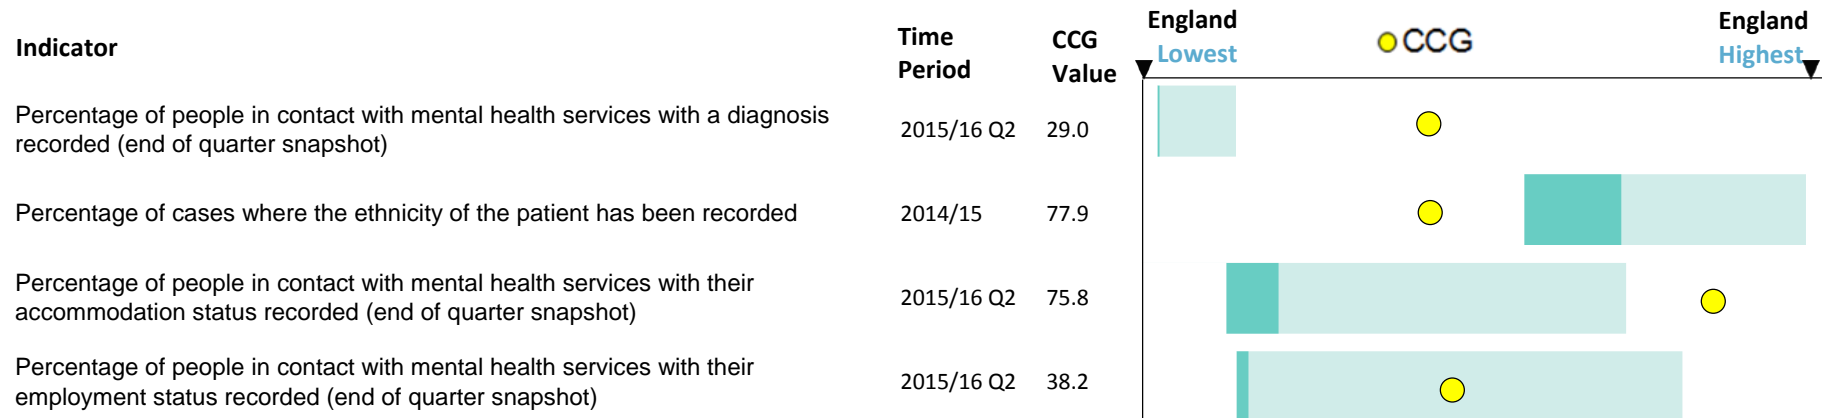 Indicator
Time Period
CCG Value
England Lowest
CCG
England Highest
Percentage of people in contact with mental health services with a diagnosis
recorded (end of quarter snapshot)
2015/16 Q2 29.0
Percentage of cases where the ethnicity of the patient has been recorded
2014/15 77.9
Percentage of people in contact with mental health services with their
accommodation status recorded (end of quarter snapshot)
2015/16 Q2 75.8
Percentage of people in contact with mental health services with their
employment status recorded (end of quarter snapshot)
2015/16 Q2 38.2